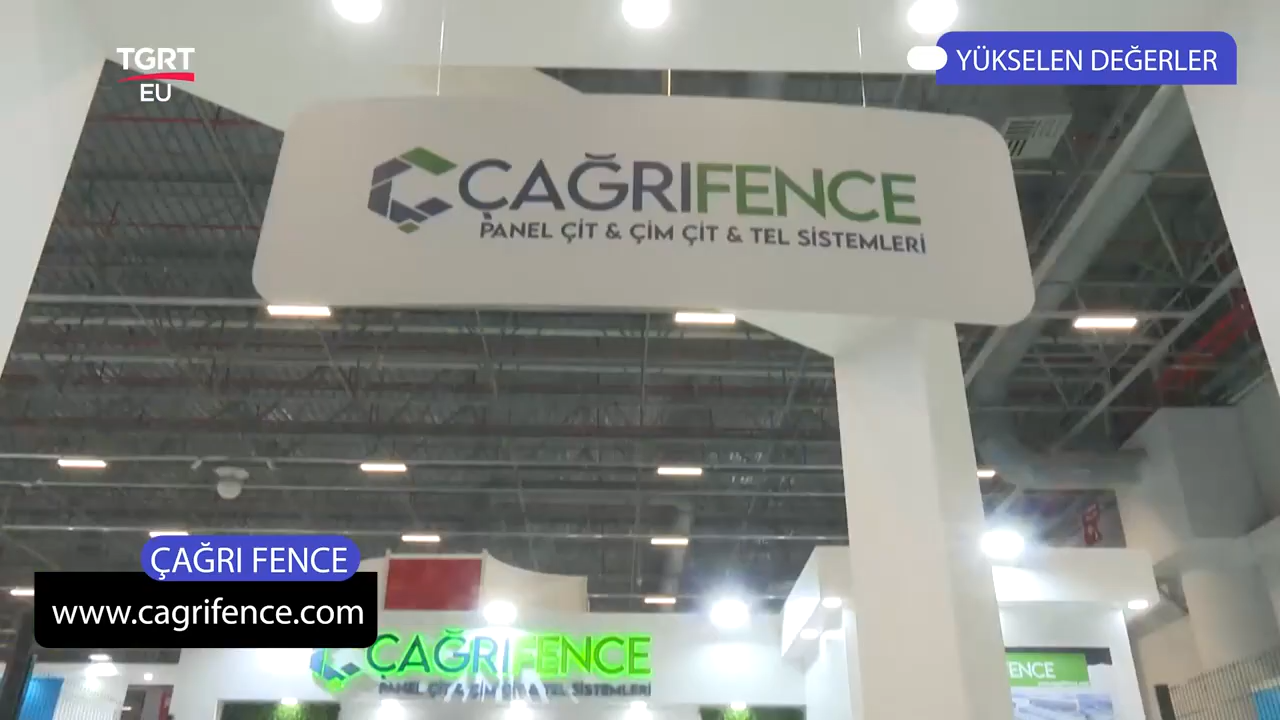 TGRT
EU
YÜKSELEN DEĞERLER
ÇAĞRIFENCE
PANEL ÇİT & ÇİM ÇİT & TEL SİSTEMLERİ
ÇAĞRI FENCE
www.cagrifence.com
ÇAĞRIFENCE
PANEL ÇİT & ÇİM ÇİT & TEL SİSTEMLERİ
FENCE